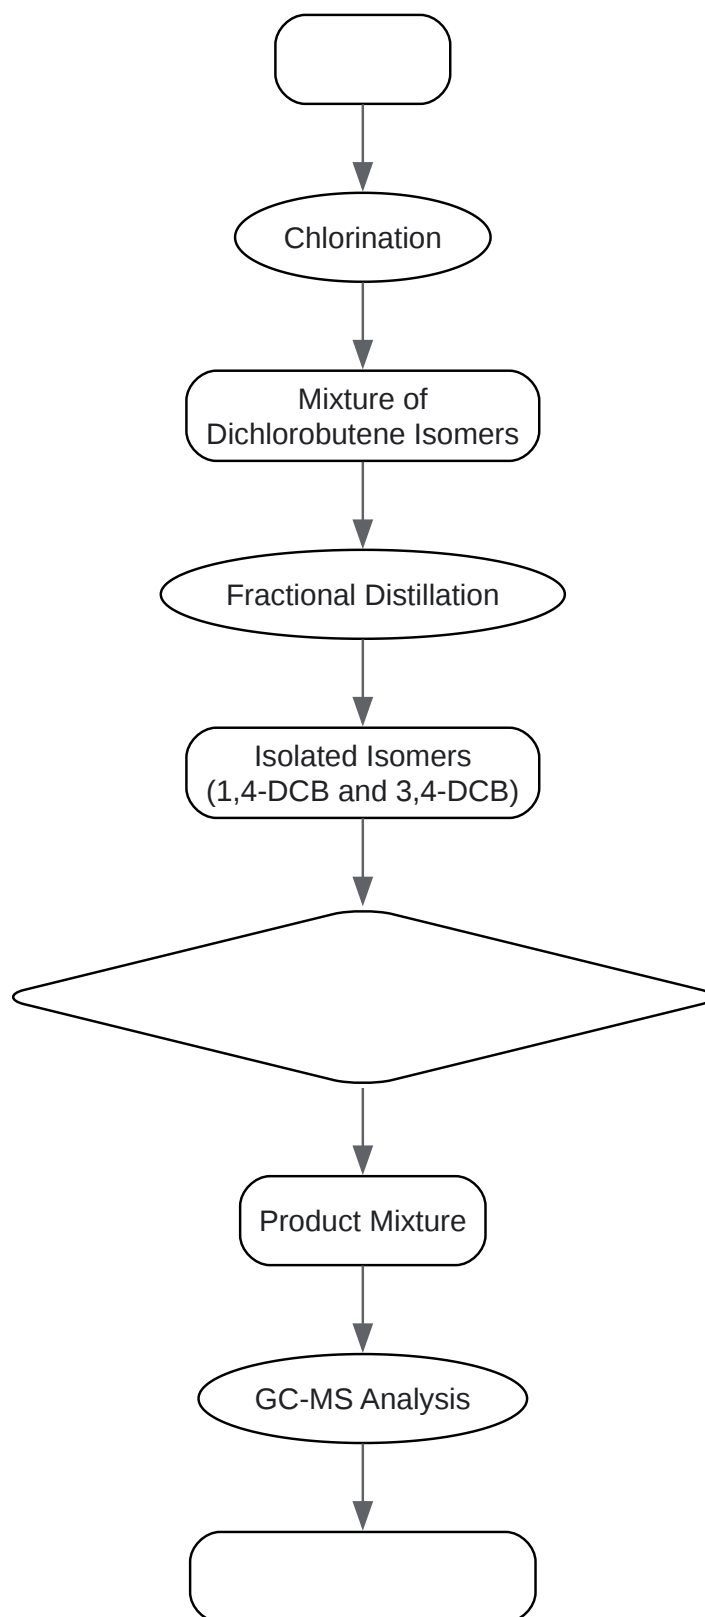 Chlorination
Mixture of
Dichlorobutene Isomers
Fractional Distillation
Isolated Isomers
(1,4-DCB and 3,4-DCB)
Product Mixture
GC-MS Analysis